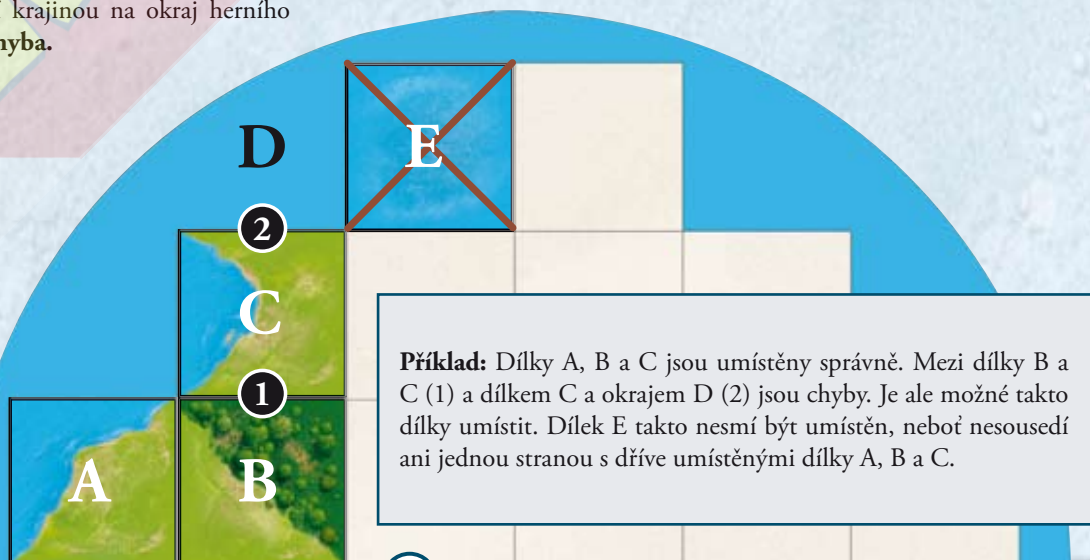 krajinou na okraj herního
D
E
2
C
1
A
B
Příklad: Dílky A, B a C jsou umístěny správně. Mezi dílky B a
C (1) a dílkem C a okrajem D (2) jsou chyby. Je ale možné takto
dílky umístit. Dílek E takto nesmí být umístěn, neboť nesousedí
ani jednou stranou s dříve umístěnými dílky A, B a C.